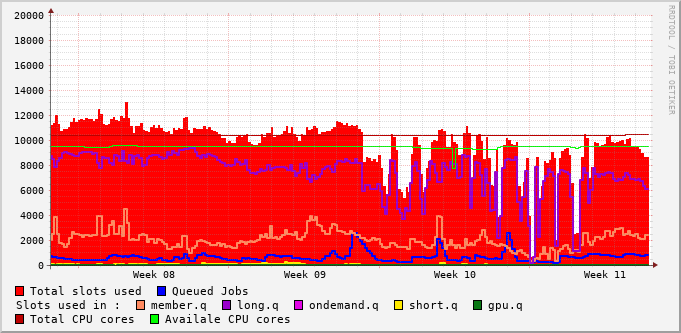 20000
18000
16000
14000
12000
10000
8000
6000
4000
2000
0
Week 08 Week 09 Week 10 Week 11
Total slots used Queued Jobs
Slots used in : member.q long.q ondemand.q short.q gpu.q
Total CPU cores Availale CPU cores
RRDTOOL / TOBI OETIKER